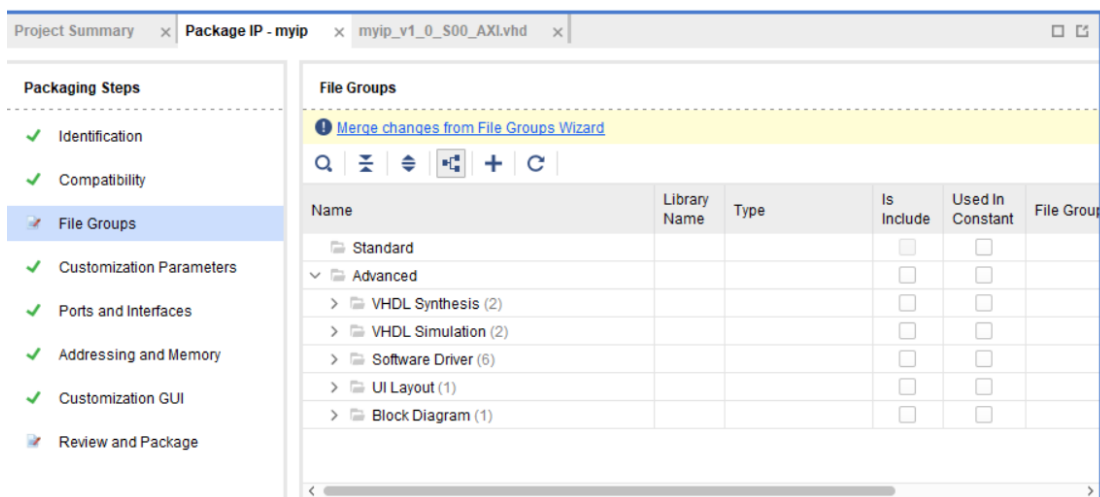 Project Summary
Package IP - myip
myip_v1_0_S00_AXI.vhd
Packaging Steps
Identification
Compatibility
File Groups
Customization Parameters
Ports and Interfaces
Addressing and Memory
Customization GUI
Review and Package
File Groups
Merge changes from File Groups Wizard
Name
Library
Name
Type
Is
Include
Used In
Constant
File Group
Standard
Advanced
VHDL Synthesis (2)
VHDL Simulation (2)
Software Driver (6)
UI Layout (1)
Block Diagram (1)